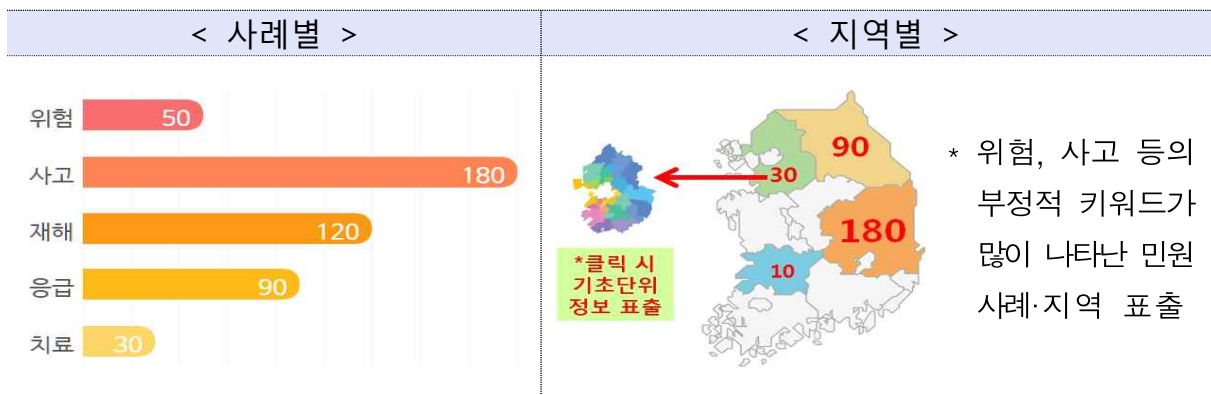 < 사례별 >
< 지역별 >
위험 50
사고 180
재해 120
응급 90
치료 30
90
30
180
10
*클릭 시
기초단위
정보 표출
* 위험, 사고 등의
부정적 키워드가
많이 나타난 민원
사례·지역 표출